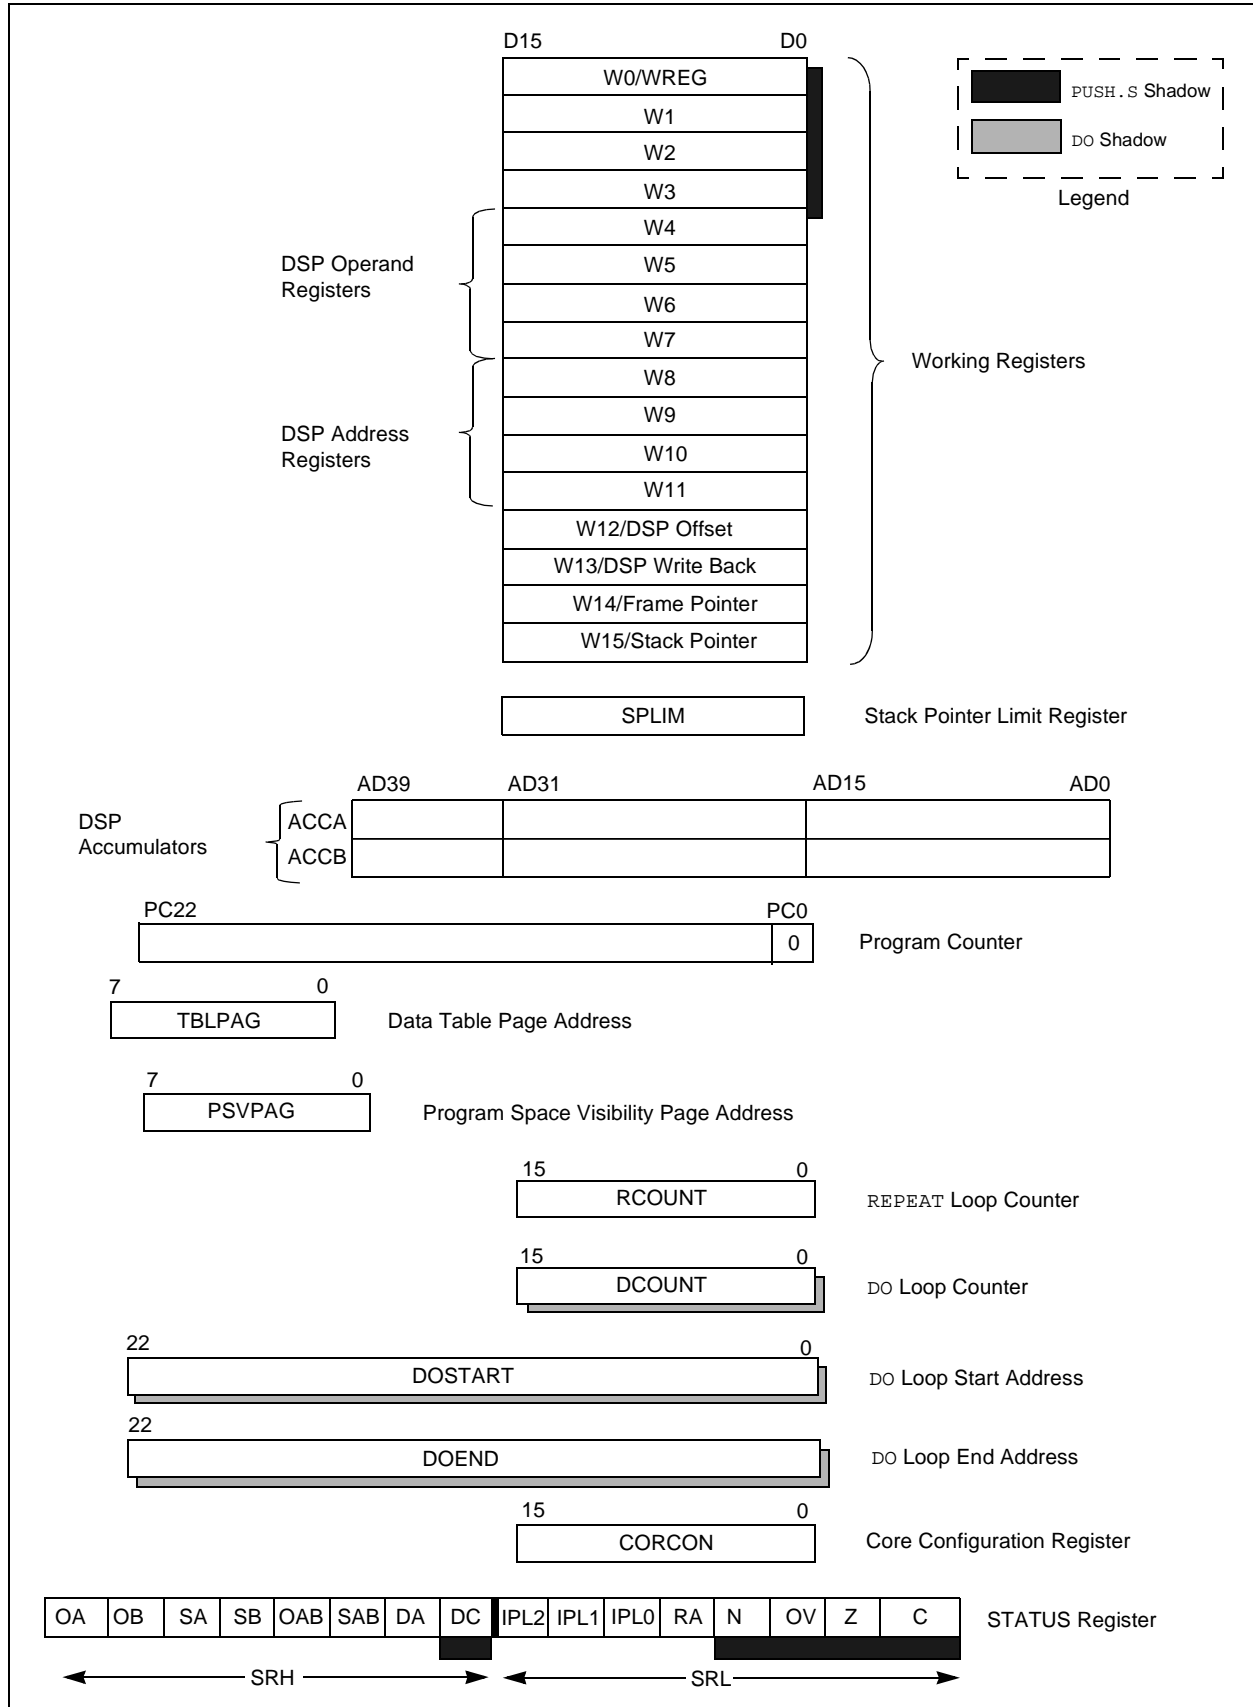 D15 D0
W0/WREG
W1
W2
W3
W4
W5
W6
W7
W8
W9
W10
W11
W12/DSP Offset
W13/DSP Write Back
W14/Frame Pointer
W15/Stack Pointer
PUSH.S Shadow
DO Shadow
Legend
DSP Operand
Registers
DSP Address
Registers
Working Registers
SPLIM Stack Pointer Limit Register
AD39 AD31 AD15 AD0
DSP
Accumulators
ACCA
ACCB
PC22 PC0
0 Program Counter
7 0
TBLPAG Data Table Page Address
7 0
PSVPAG Program Space Visibility Page Address
15 0
RCOUNT REPEAT Loop Counter
15 0
DCOUNT DO Loop Counter
22 0
DOSTART DO Loop Start Address
22
DOEND DO Loop End Address
15 0
CORCON Core Configuration Register
OA OB SA SB OAB SAB DA DC IPL2 IPL1 IPL0 RA N OV Z C STATUS Register
SRH SRL